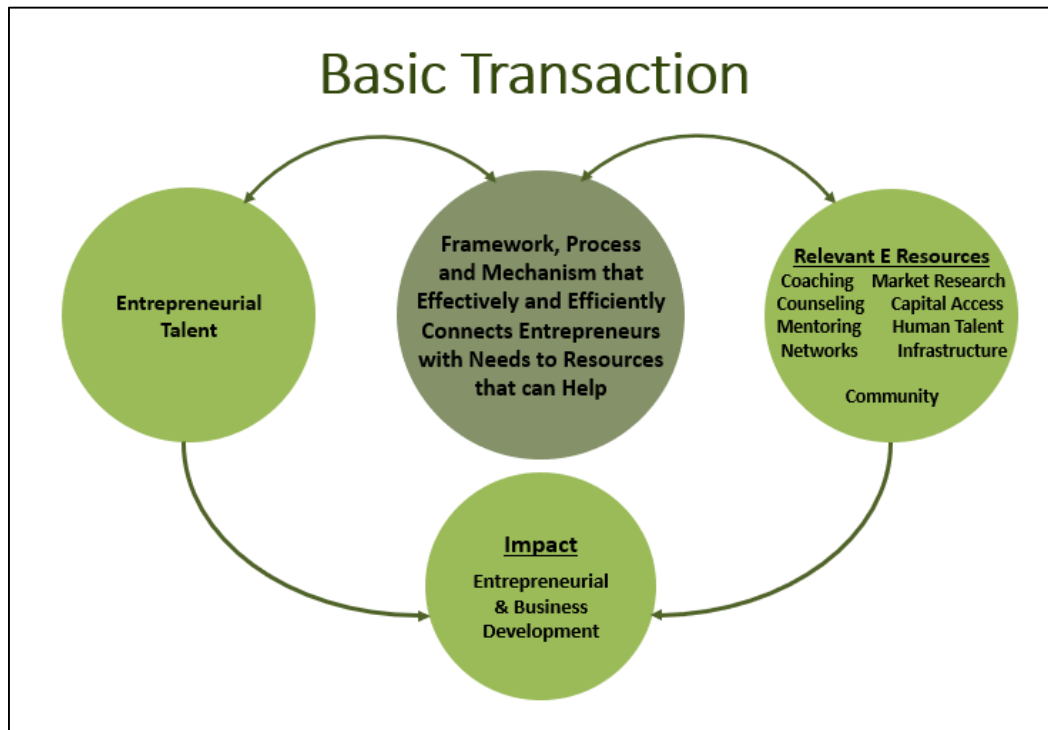 Basic Transaction
Entrepreneurial
Talent
Framework, Process
and Mechanism that
Effectively and Efficiently
Connects Entrepreneurs
with Needs to Resources
that can Help
Relevant E Resources
Coaching Market Research
Counseling Capital Access
Mentoring Human Talent
Networks Infrastructure
Community
Impact
Entrepreneurial
& Business
Development